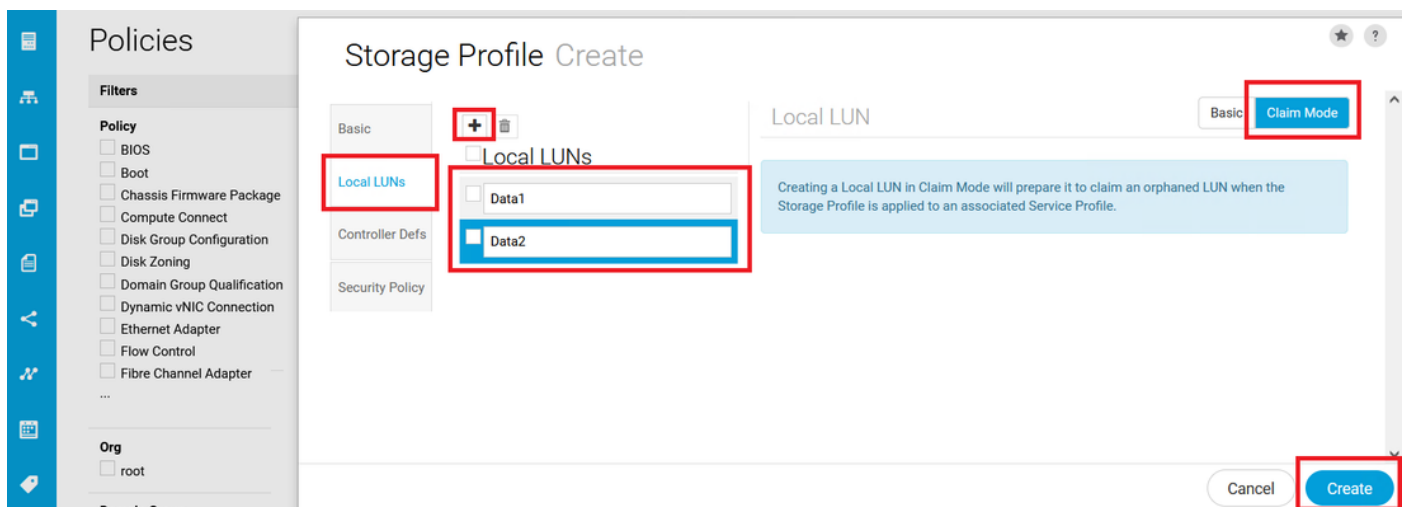 Policies
Filters
Policy
BIOS
Boot
Chassis Firmware Package
Compute Connect
Disk Group Configuration
Disk Zoning
Domain Group Qualification
Dynamic vNIC Connection
Ethernet Adapter
Flow Control
Fibre Channel Adapter
...
Org
root
Storage Profile Create
?
Basic
Local LUNs
Controller Defs
Security Policy
+
Local LUNs
Data1
Data2
Local LUN
Basic
Claim Mode
Creating a Local LUN in Claim Mode will prepare it to claim an orphaned LUN when the
Storage Profile is applied to an associated Service Profile.
Cancel
Create